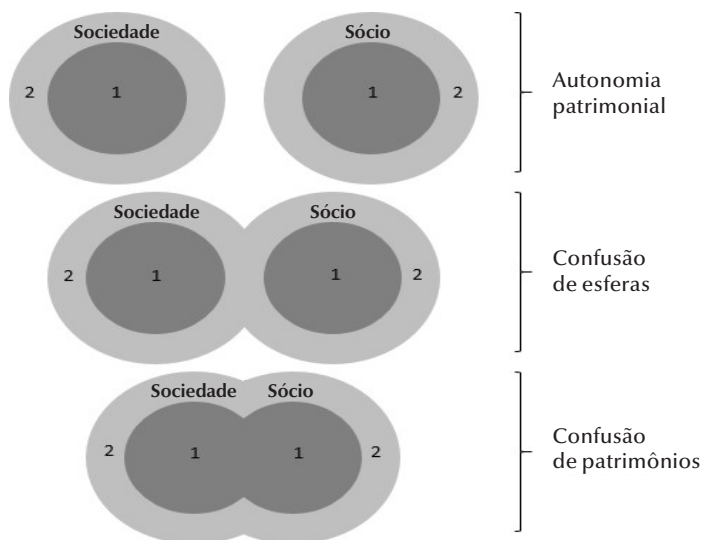 Sociedade
Sócio
2 1
1 2
Autonomia
patrimonial
Sociedade
Sócio
2 1
1 2
Confusão
de esferas
Sociedade
Sócio
2 1
1 2
Confusão
de patrimônios